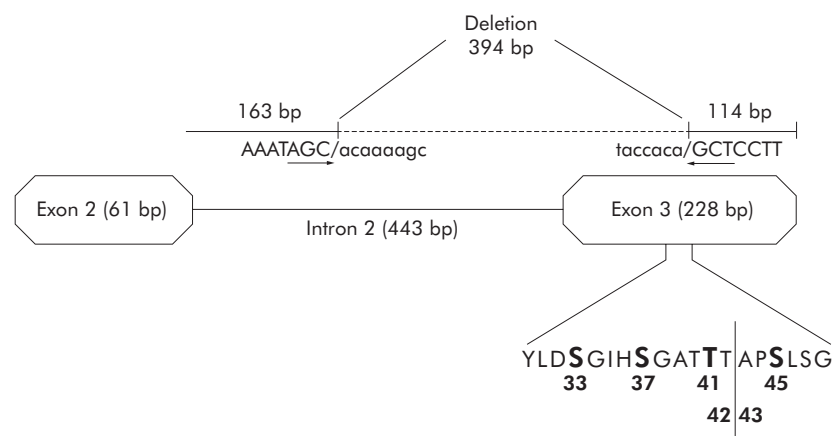 Deletion
394 bp
163 bp
114 bp
AAATAGC/acaaaagc
taccaca/GCTCCTT
Exon 2 (61 bp)
Intron 2 (443 bp)
Exon 3 (228 bp)
YLDSGIHSGATTTAPSLSG
33 37 41 45
42 43